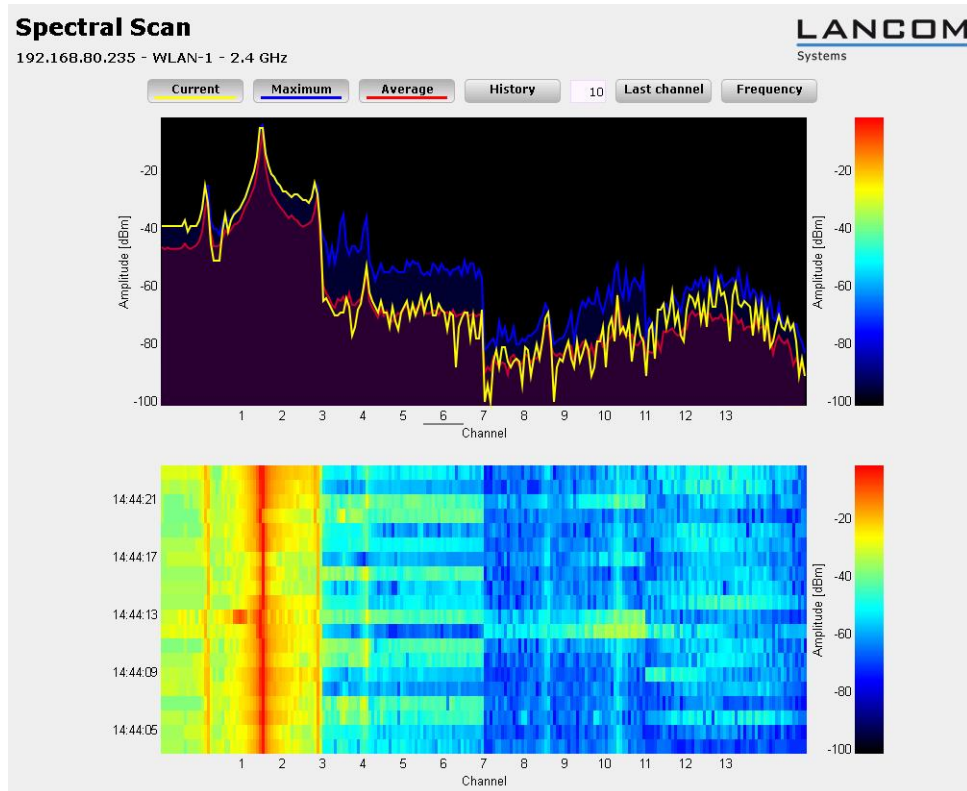 Spectral Scan
LANCOM
Systems
192.168.80.235 - WLAN-1 - 2.4 GHz
Current Maximum Average History 10 Last channel Frequency
-20
-40
-60
-80
-100
Amplitude [dBm]
1 2 3 4 5 6 7 8 9 10 11 12 13
Channel
Amplitude [dBm]
-20
-40
-60
-80
-100
14:44:21
14:44:17
14:44:13
14:44:09
14:44:05
1 2 3 4 5 6 7 8 9 10 11 12 13
Channel
Amplitude [dBm]
-20
-40
-60
-80
-100